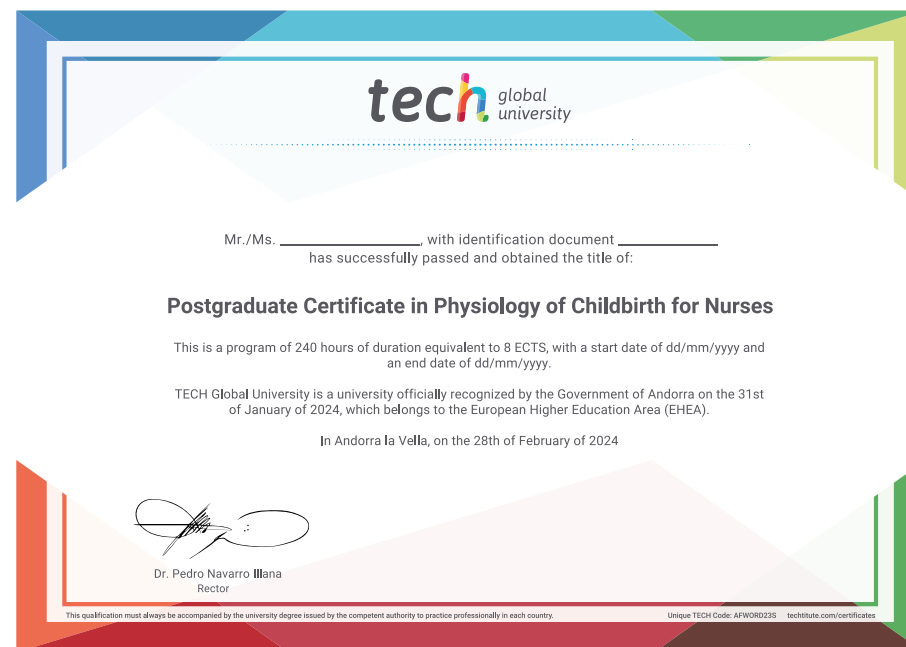 tech global
university
Mr./Ms. ____________, with identification document ____________
has successfully passed and obtained the title of:
Postgraduate Certificate in Physiology of Childbirth for Nurses
This is a program of 240 hours of duration equivalent to 8 ECTS, with a start date of dd/mm/yyyy and
an end date of dd/mm/yyyy.
TECH Global University is a university officially recognized by the Government of Andorra on the 31st
of January of 2024, which belongs to the European Higher Education Area (EHEA).
In Andorra la Vella, on the 28th of February of 2024
Dr. Pedro Navarro Illana
Rector
This qualification must always be accompanied by the university degree issued by the competent authority to practice professionally in each country.
Unique TECH Code: AFWORD23S techtitute.com/certificates